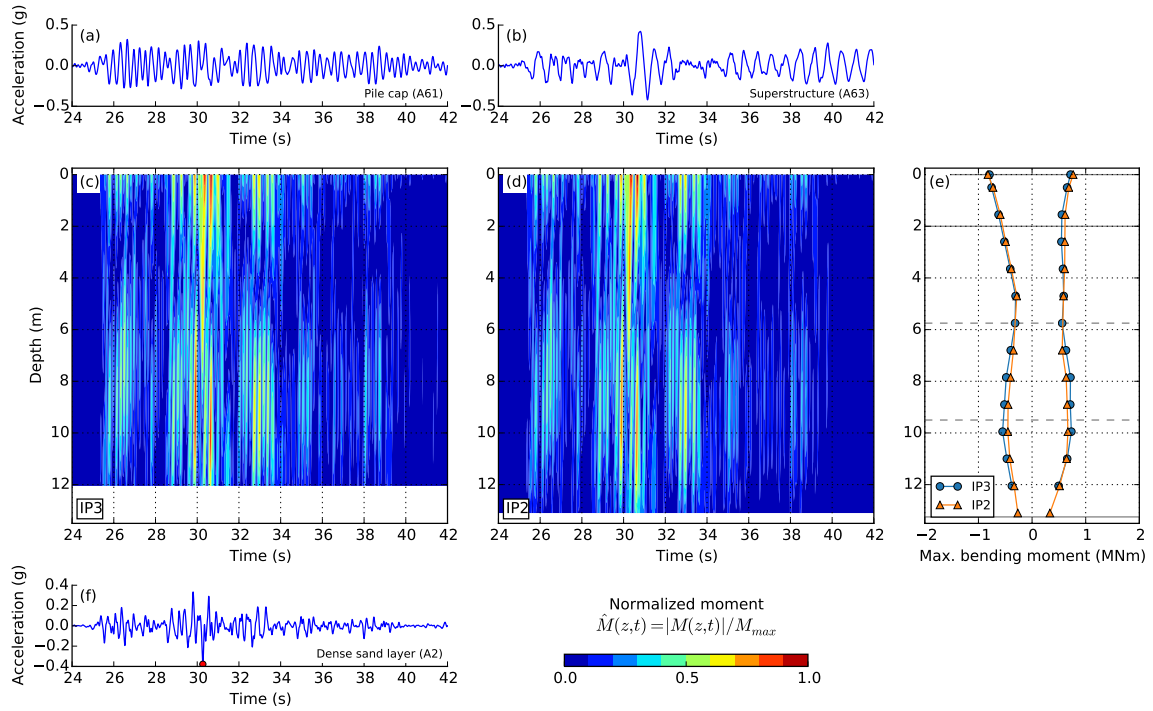 (a)
Acceleration (g)
0.5
0.0
−0.5
Pile cap (A61)
24 26 28 30 32 34 36 38 40 42
Time (s)
(b)
0.5
0.0
−0.5
Superstructure (A63)
24 26 28 30 32 34 36 38 40 42
Time (s)
(c)
Depth (m)
0
2
4
6
8
10
12
IP3
24 26 28 30 32 34 36 38 40 42
Time (s)
(d)
0
2
4
6
8
10
12
IP2
24 26 28 30 32 34 36 38 40 42
Time (s)
(e)
0
2
4
6
8
10
12
IP3
IP2
−2 −1 0 1 2
Max. bending moment (MNm)
(f)
Acceleration (g)
0.4
0.2
0.0
−0.2
−0.4
Dense sand layer (A2)
24 26 28 30 32 34 36 38 40 42
Time (s)
Normalized moment
M̂(z,t)=|M(z,t)|/Mmax
0.0 0.5 1.0